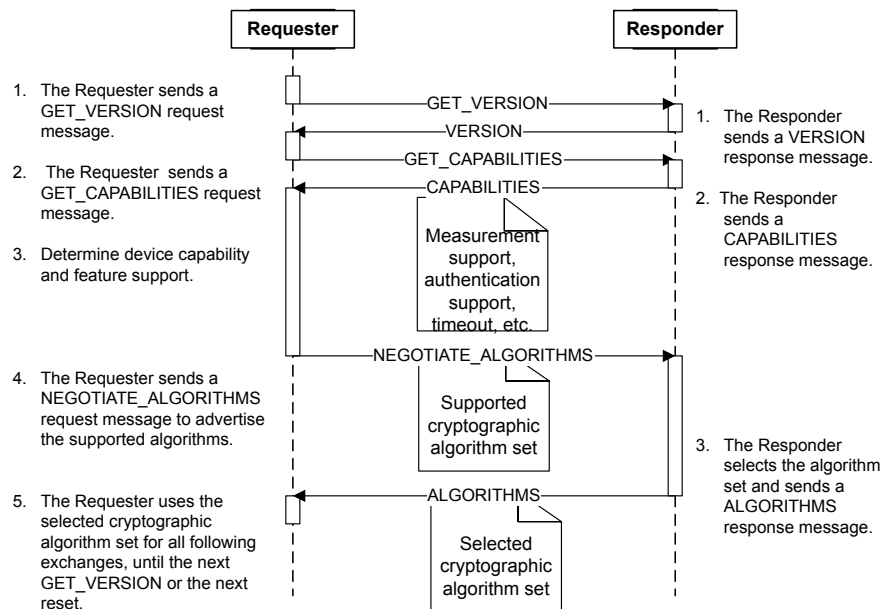 Requester
Responder
1. The Requester sends a
GET_VERSION request
message.
2. The Requester sends a
GET_CAPABILITIES request
message.
3. Determine device capability
and feature support.
4. The Requester sends a
NEGOTIATE_ALGORITHMS
request message to advertise
the supported algorithms.
5. The Requester uses the
selected cryptographic
algorithm set for all following
exchanges, until the next
GET_VERSION or the next
reset.
GET_VERSION
VERSION
GET_CAPABILITIES
CAPABILITIES
Measurement
support,
authentication
support,
timeout, etc.
NEGOTIATE_ALGORITHMS
Supported
cryptographic
algorithm set
ALGORITHMS
Selected
cryptographic
algorithm set
1. The Responder
sends a VERSION
response message.
2. The Responder
sends a
CAPABILITIES
response message.
3. The Responder
selects the algorithm
set and sends a
ALGORITHMS
response message.